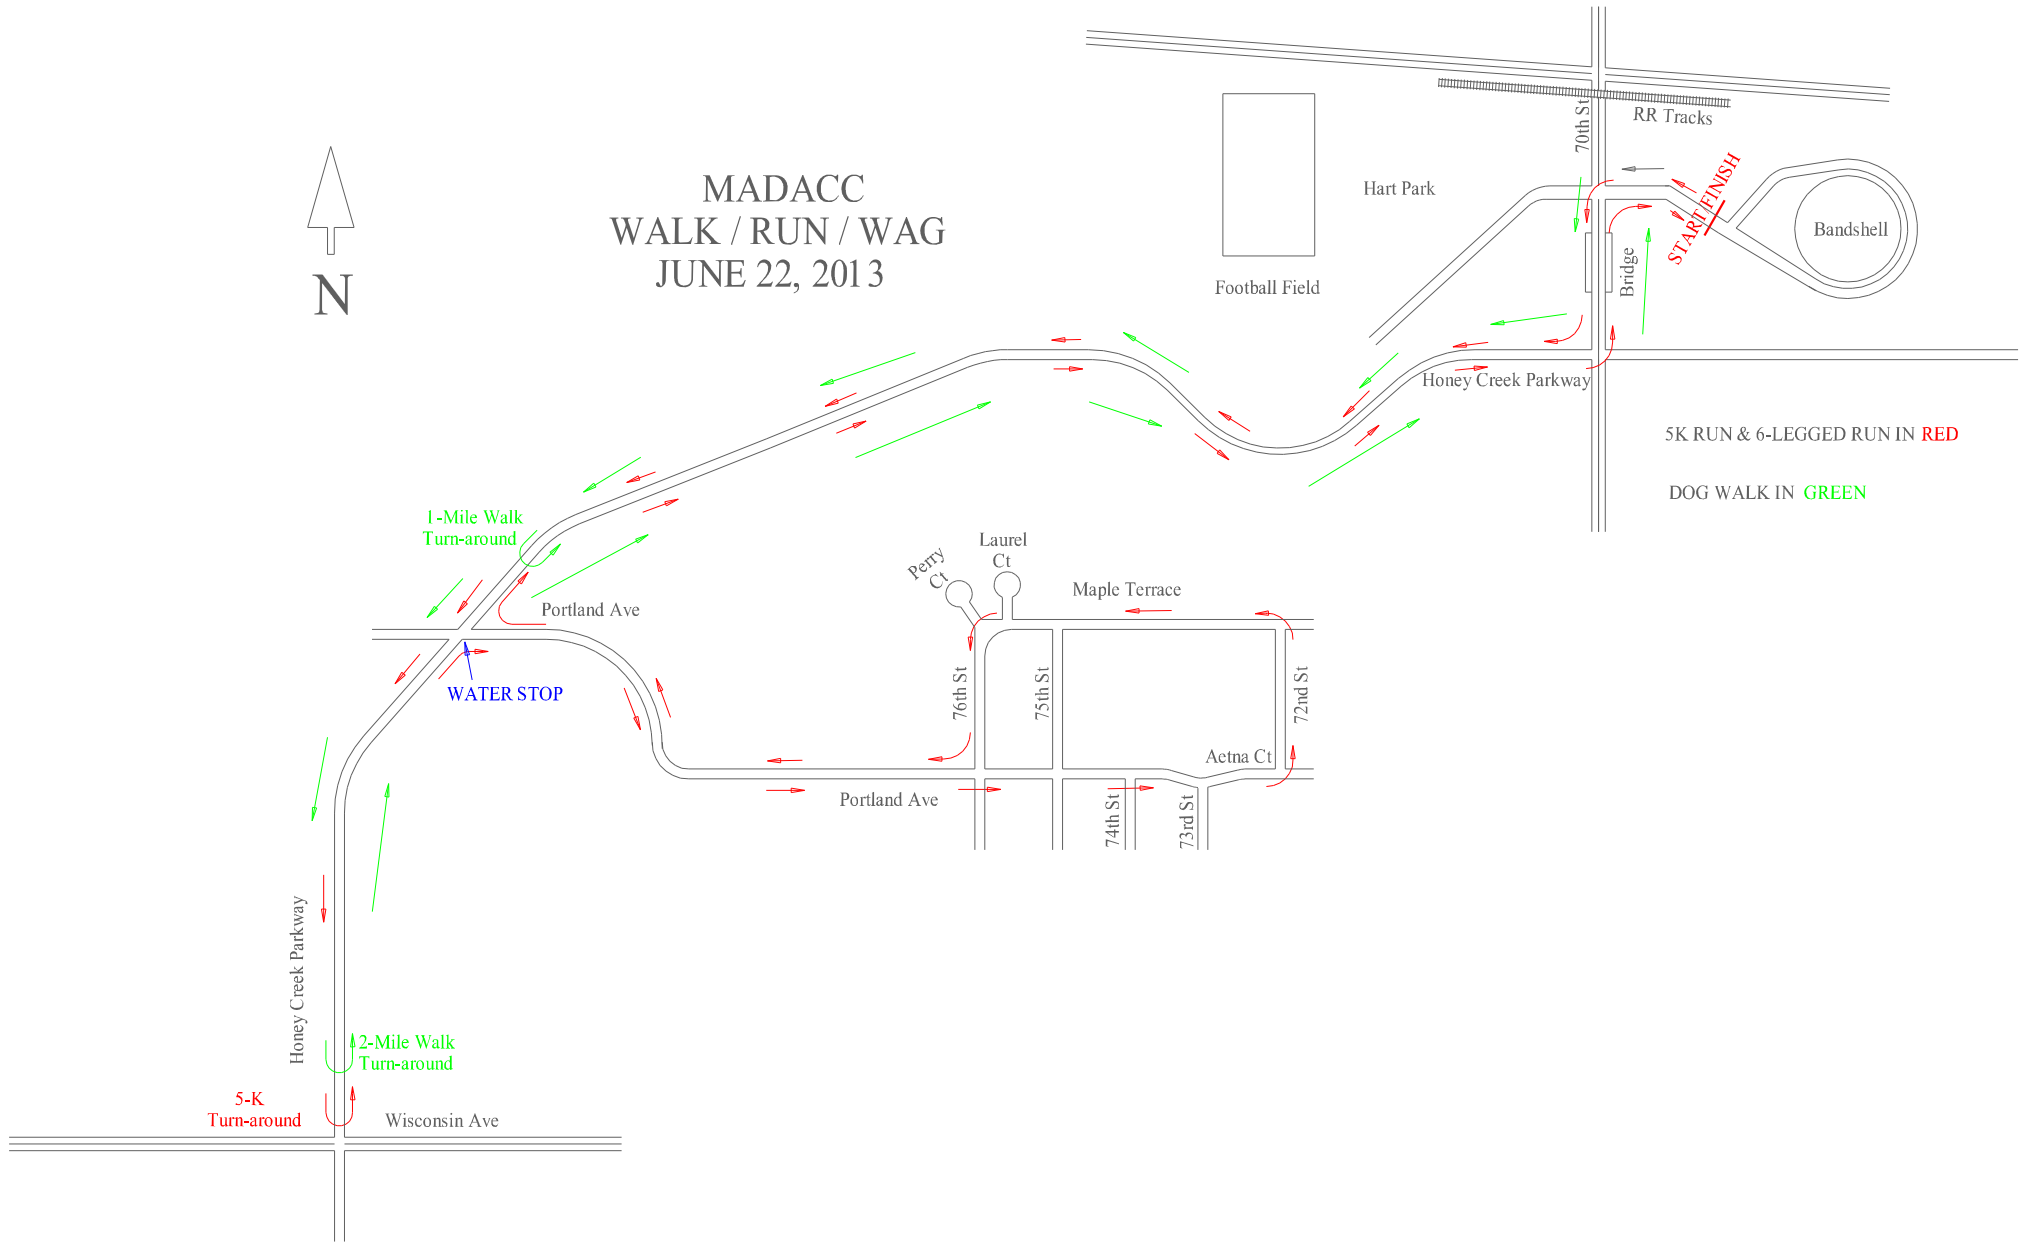 MADACC
WALK / RUN / WAG
JUNE 22, 2013
N
70th St
RR Tracks
Hart Park
START/FINISH
Bandshell
Football Field
Bridge
Honey Creek Parkway
5K RUN & 6-LEGGED RUN IN RED
DOG WALK IN GREEN
1-Mile Walk
Turn-around
Portland Ave
WATER STOP
Perry
Ct
Laurel
Ct
Maple Terrace
76th St
75th St
72nd St
Aetna Ct
Portland Ave
74th St
73rd St
Honey Creek Parkway
2-Mile Walk
Turn-around
5-K
Turn-around
Wisconsin Ave